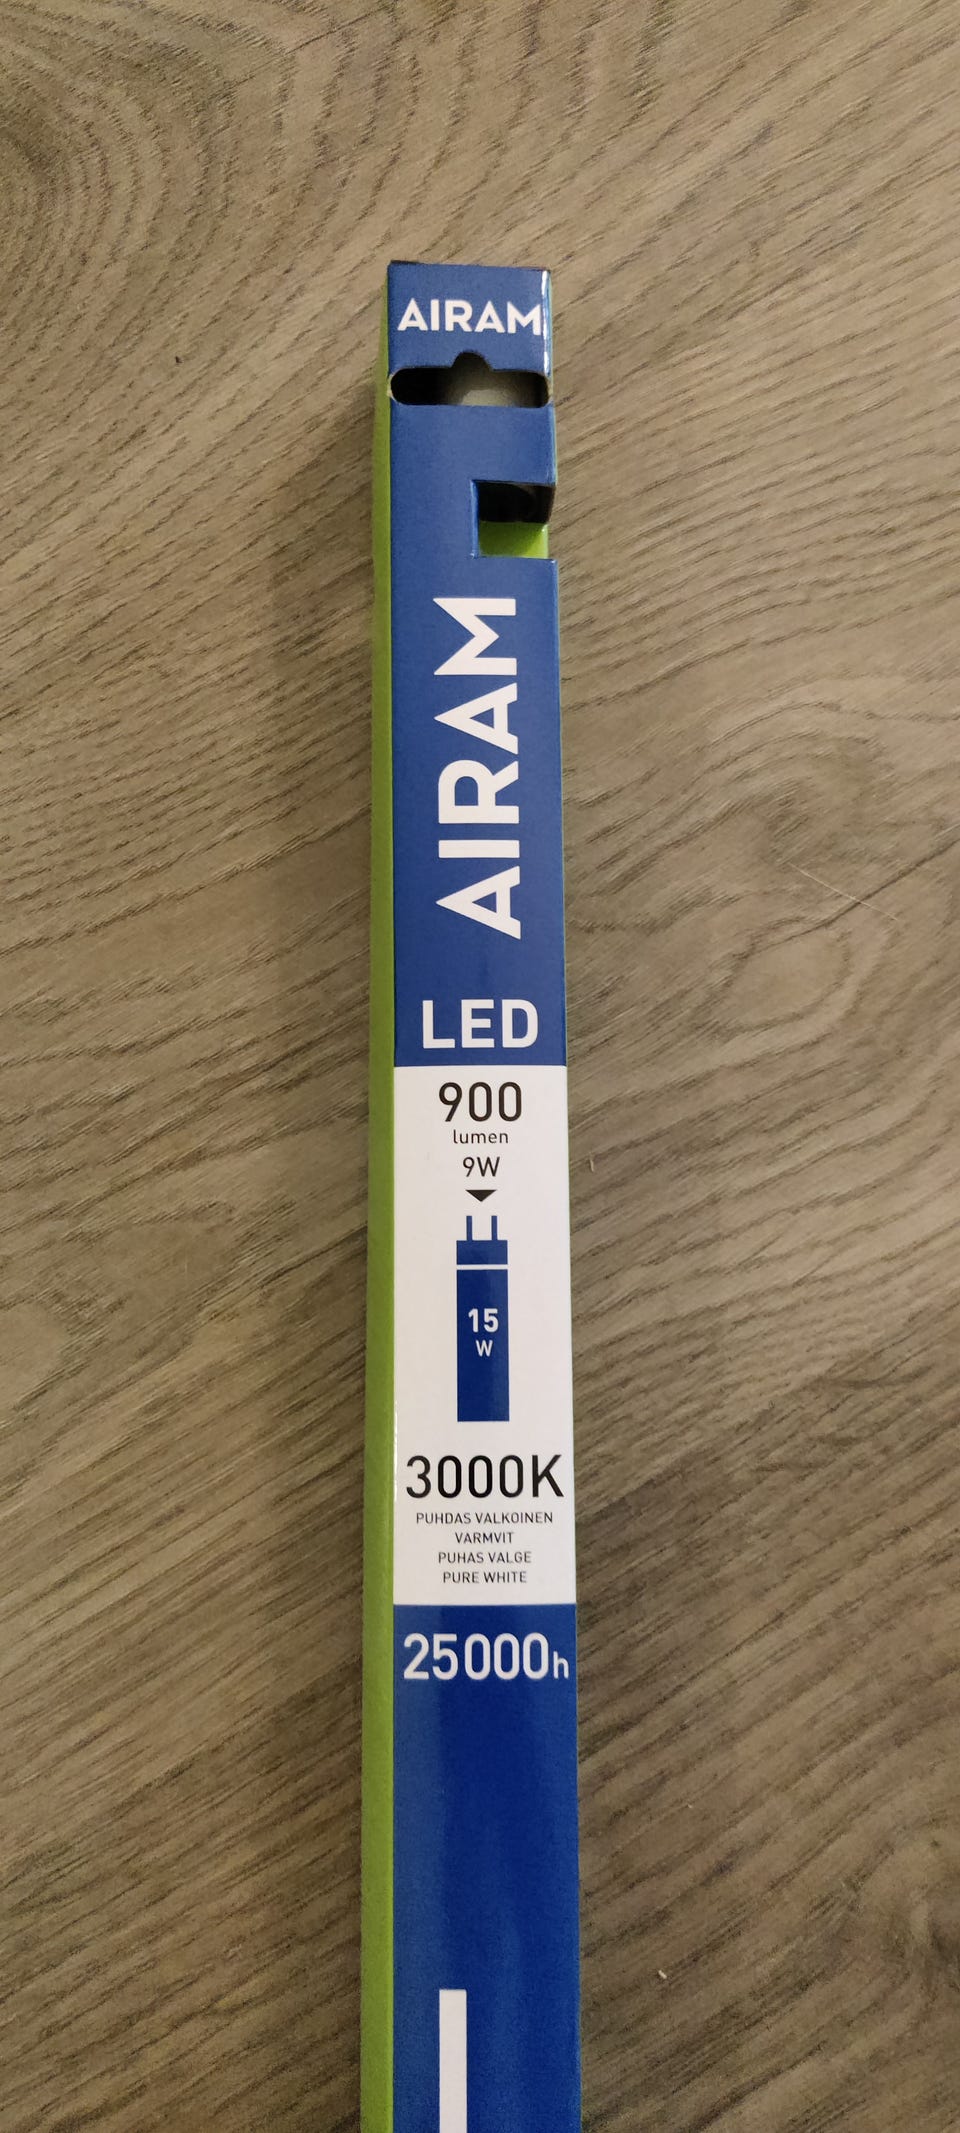 AIRAM
AIRAM
LED
900
lumen
9W
15
W
3000K
PUHDAS VALKOINEN
VARMVIT
PUHAS VALGE
PURE WHITE
25000h